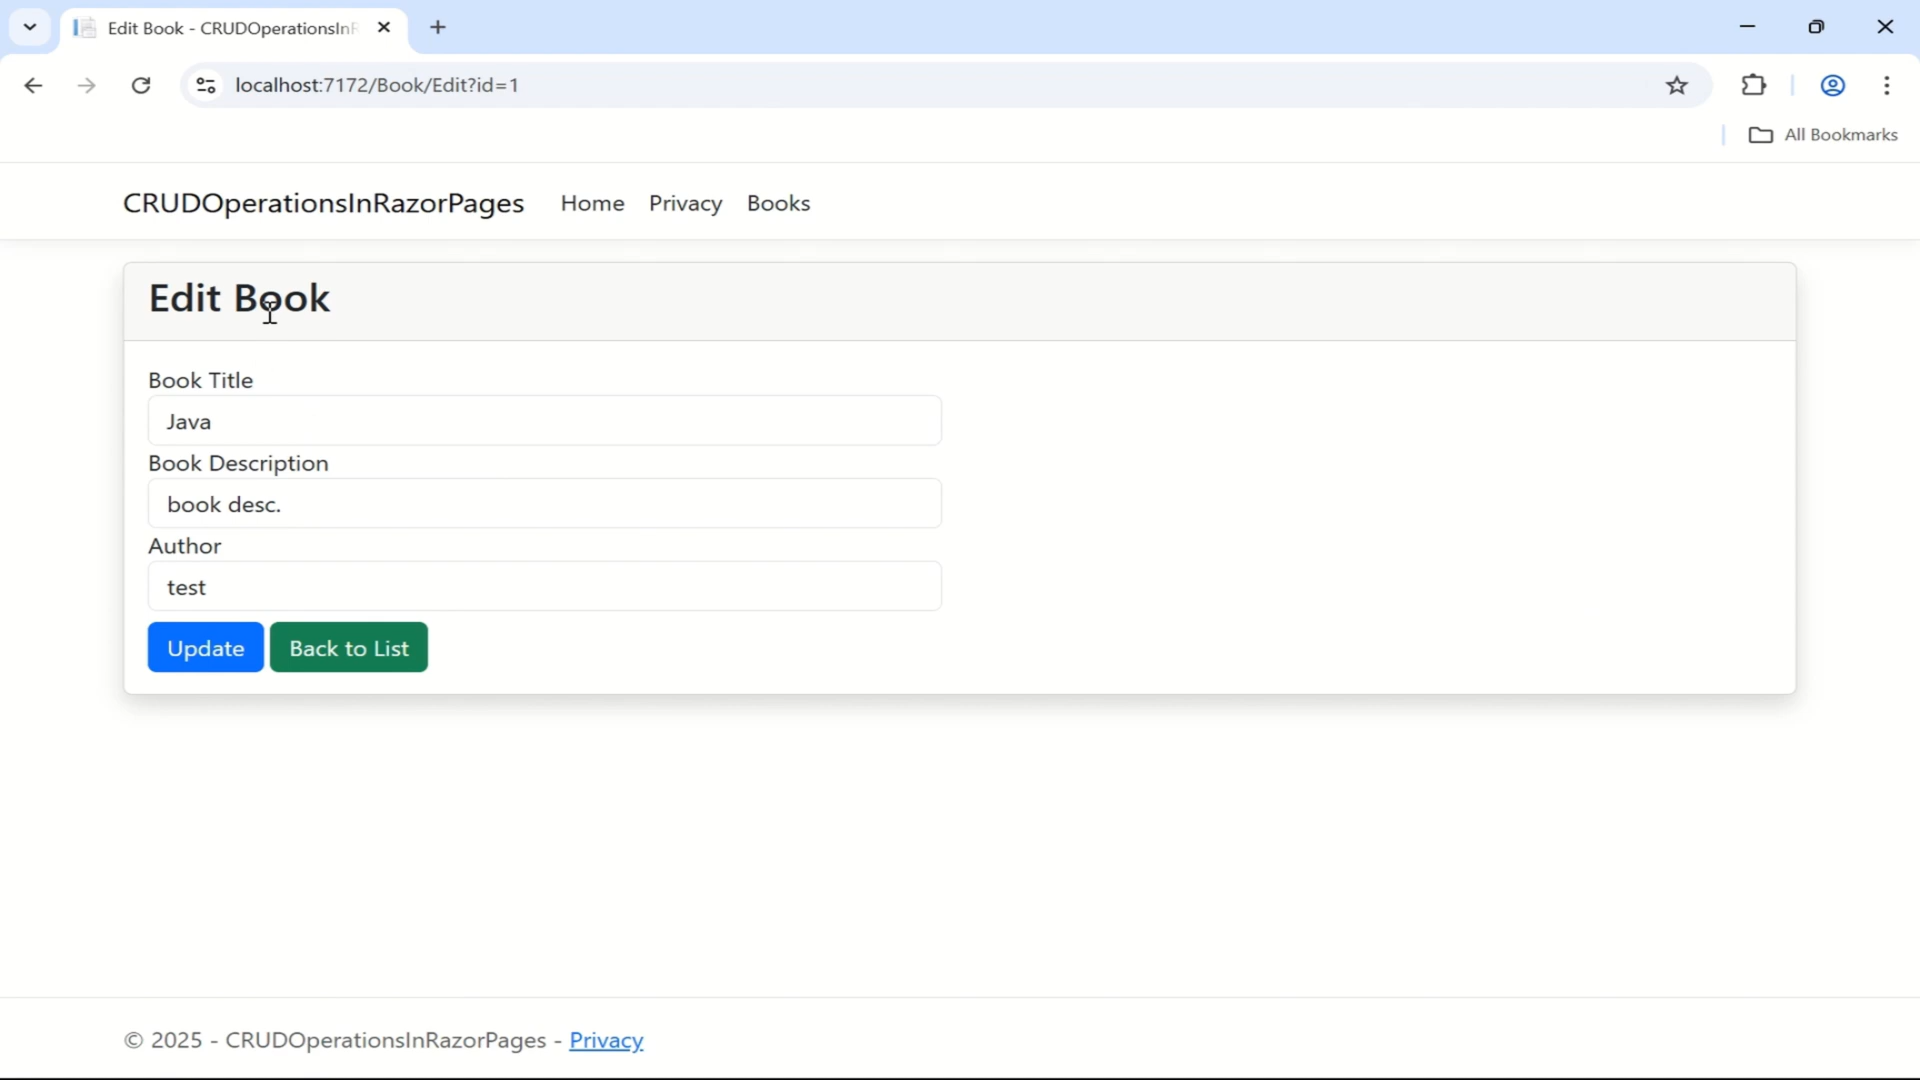 Edit Book - CRUDOperationsInR
localhost:7172/Book/Edit?id=1
All Bookmarks
CRUDOperationsInRazorPages Home Privacy Books
Edit Book
Book Title
Java
Book Description
book desc.
Author
test
Update Back to List
© 2025 - CRUDOperationsInRazorPages - Privacy